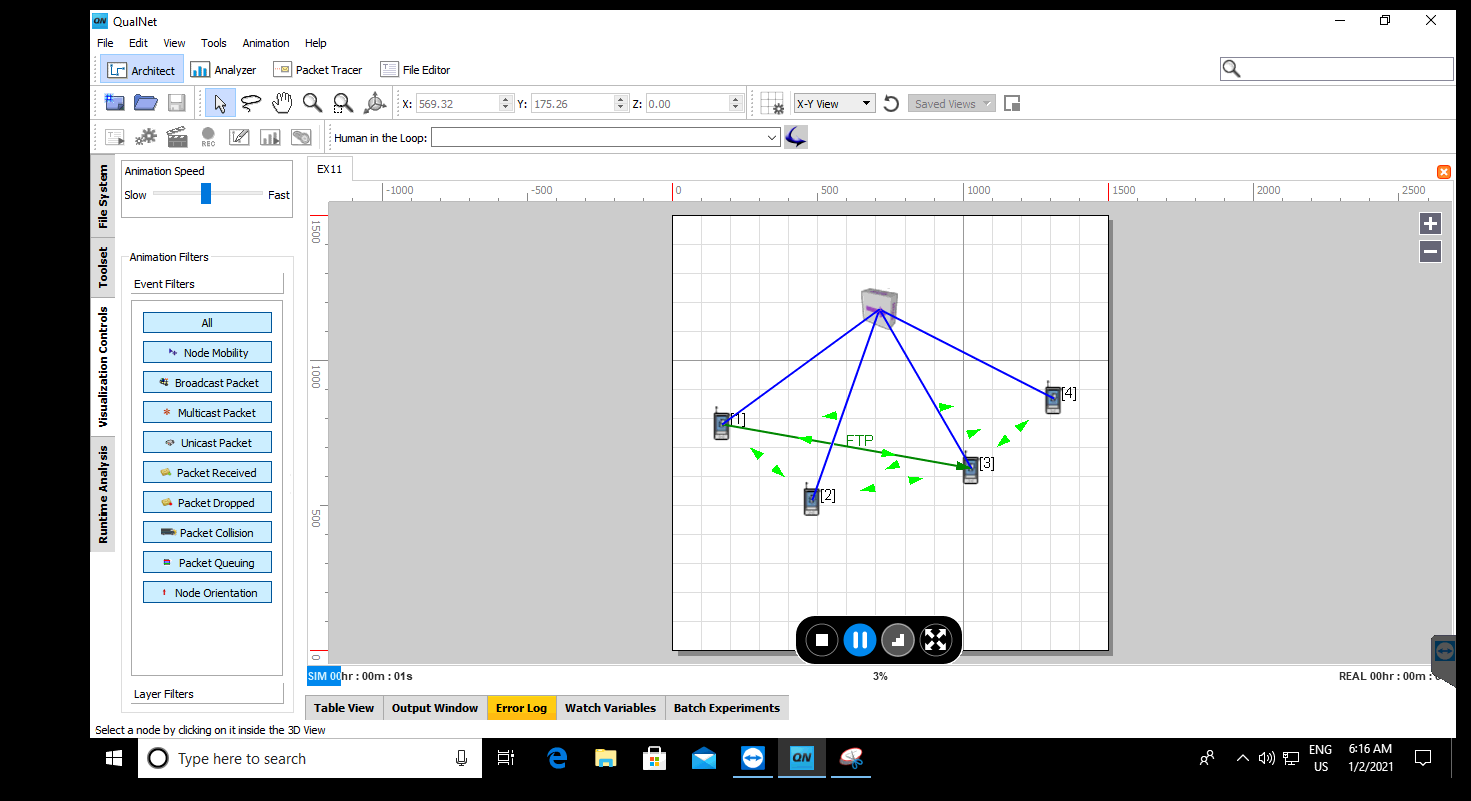 QN QualNet
File Edit View Tools Animation Help
Architect Analyzer Packet Tracer File Editor
X: 569.32 Y: 175.26 Z: 0.00 X-Y View Saved Views
REC Human in the Loop:
File System
Toolset
Visualization Controls
Runtime Analysis
Animation Speed
Slow Fast
Animation Filters
Event Filters
All
Node Mobility
Broadcast Packet
Multicast Packet
Unicast Packet
Packet Received
Packet Dropped
Packet Collision
Packet Queuing
Node Orientation
Layer Filters
EX11
-1000 -500 0 500 1000 1500 2000 2500
1500
1000
500
0
[4]
[1]
FTP
[3]
[2]
SIM 00hr : 00m : 01s 3% REAL 00hr : 00m :
Table View Output Window Error Log Watch Variables Batch Experiments
Select a node by clicking on it inside the 3D View
Type here to search
QN
ENG
US
6:16 AM
1/2/2021